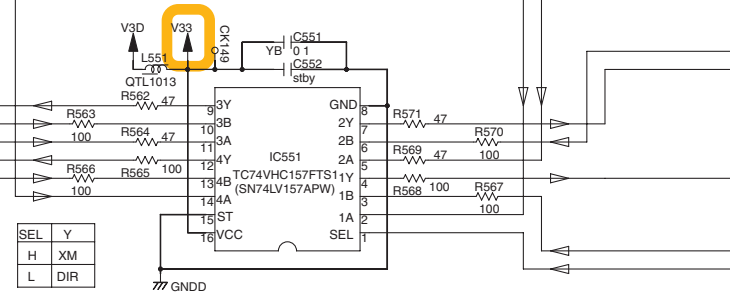 V3D V33 CK149 C551
YB 0 1
L551 C552
QTL1013 stby
R562 47 3Y 9 GND 8 R571 47
R563 100 3B 10 2Y 7 R570 100
R564 47 3A 11 2B 6 R569 47
R565 100 4Y 12 IC551 2A 5
R566 100 4B 13 TC74VHC157FTS1 1Y 4 R568 100
4A 14 (SN74LV157APW) 1B 3 R567 100
ST 15 1A 2
VCC 16 SEL 1
SEL Y
H XM
L DIR
GNDD